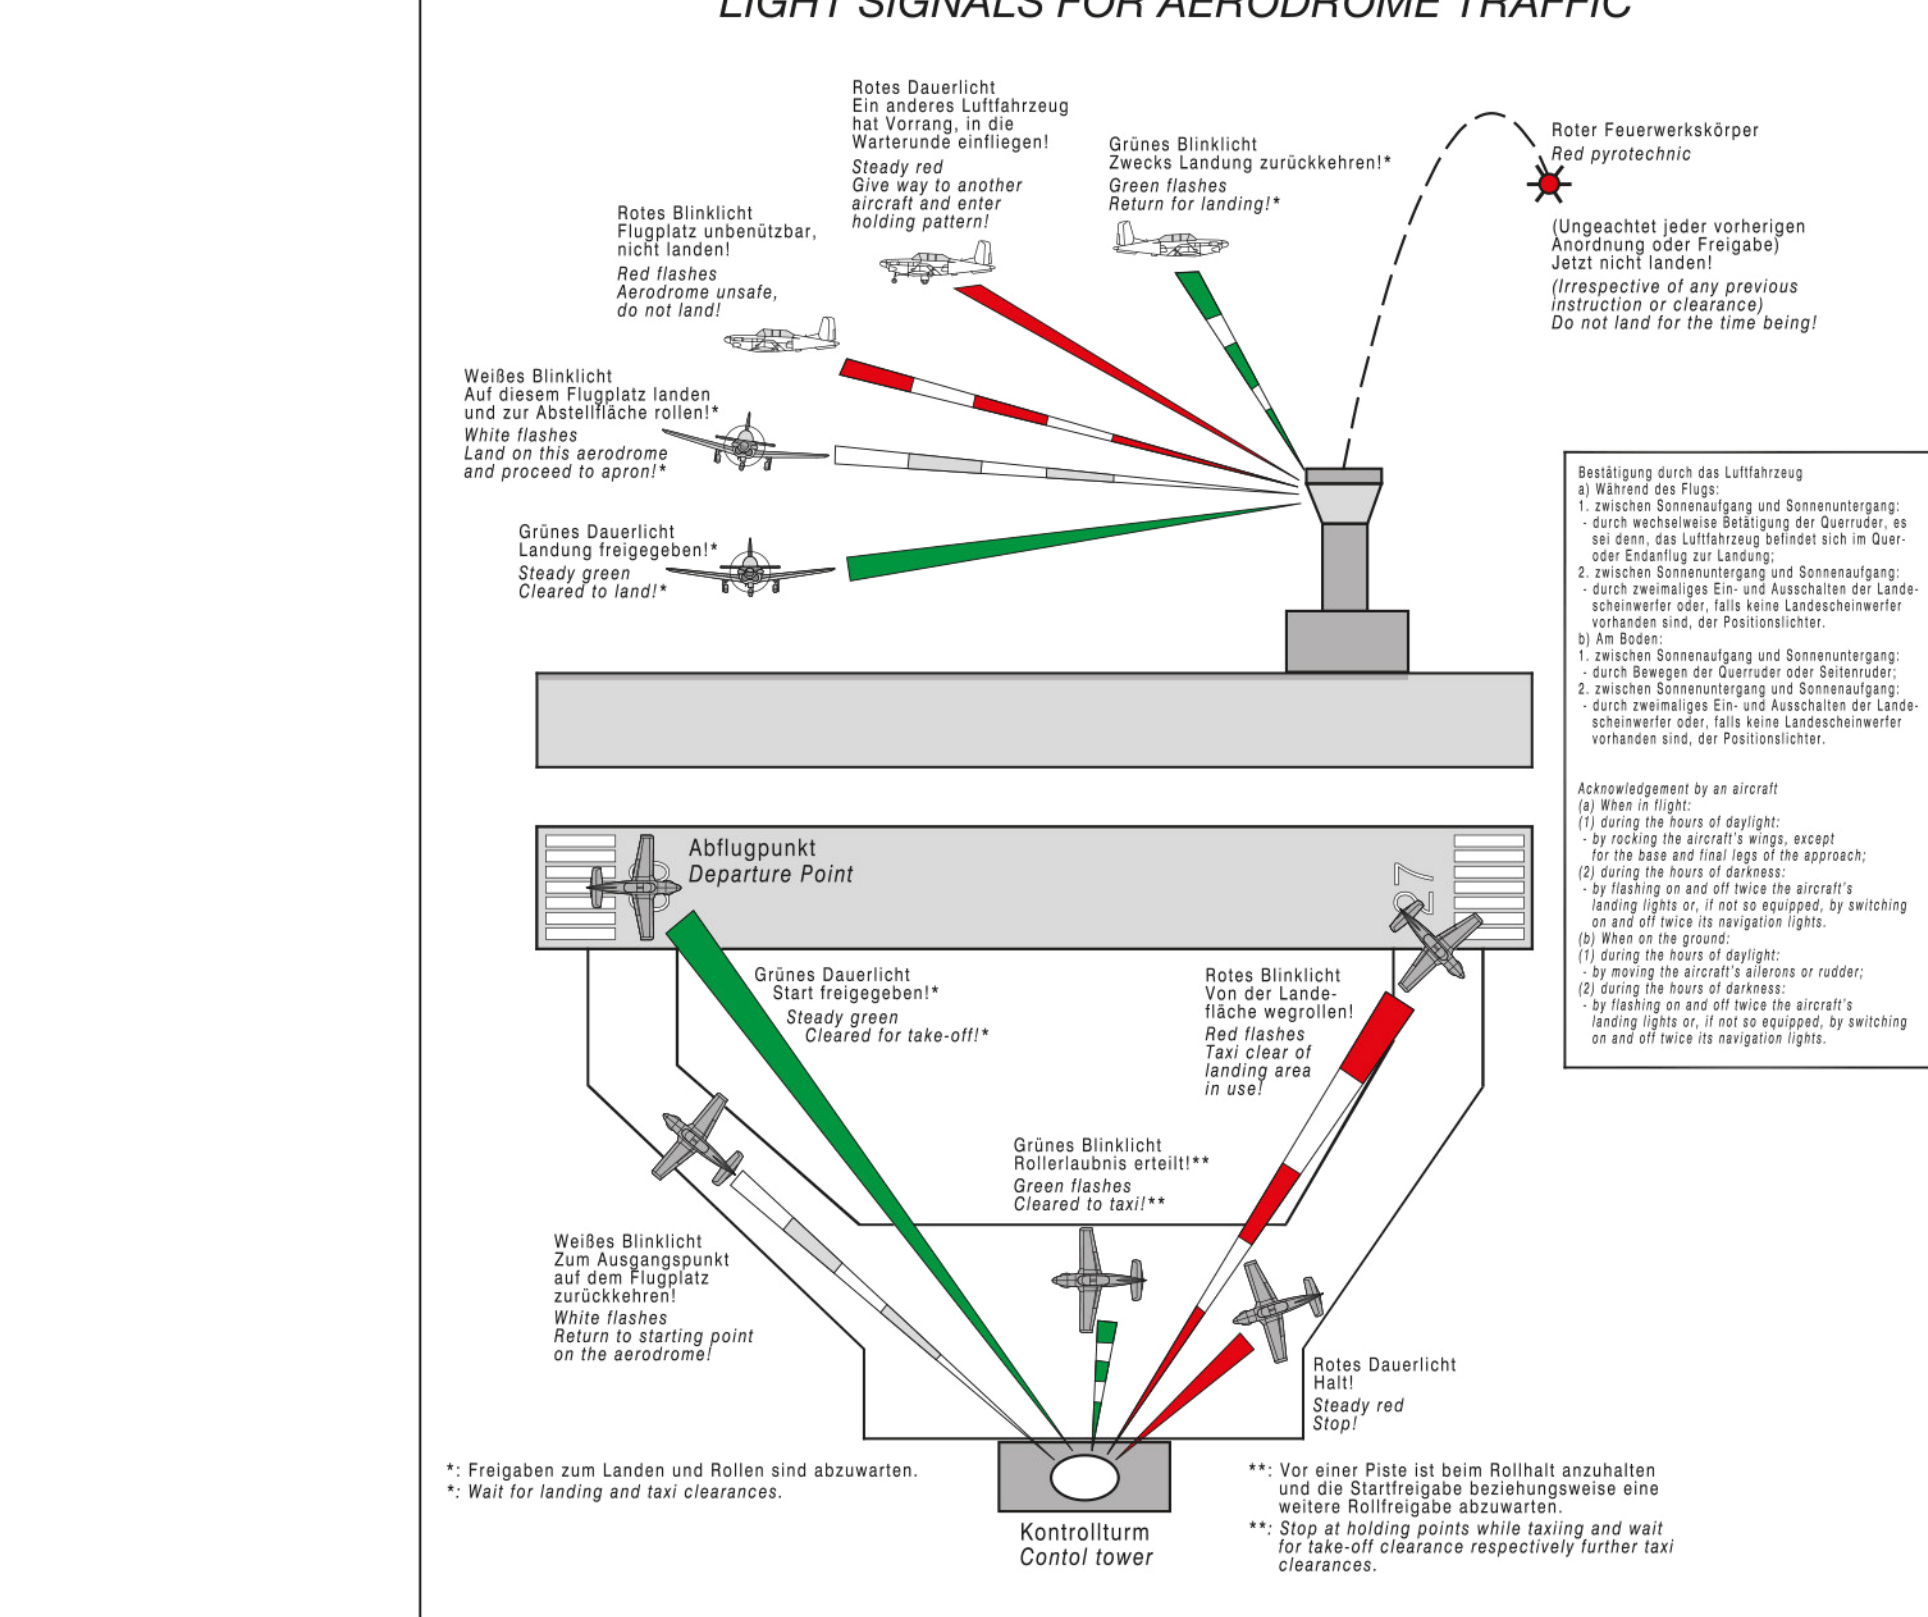 LIGHT SIGNALS FOR AERODROME TRAFFIC
Rotes Dauerlicht
Ein anderes Luftfahrzeug
hat Vorrang, in die
Warterunde einfliegen!
Steady red
Give way to another
aircraft and enter
holding pattern!
Grünes Blinklicht
Zwecks Landung zurückkehren!*
Green flashes
Return for landing!*
Roter Feuerwerkskörper
Red pyrotechnic
(Ungeachtet jeder vorherigen
Anordnung oder Freigabe)
Jetzt nicht landen!
(Irrespective of any previous
instruction or clearance)
Do not land for the time being!
Rotes Blinklicht
Flugplatz unbenützbar,
nicht landen!
Red flashes
Aerodrome unsafe,
do not land!
Weißes Blinklicht
Auf diesem Flugplatz landen
und zur Abstellfläche rollen!*
White flashes
Land on this aerodrome
and proceed to apron!*
Grünes Dauerlicht
Landung freigegeben!*
Steady green
Cleared to land!*
Bestätigung durch das Luftfahrzeug
a) Während des Flugs:
1. zwischen Sonnenaufgang und Sonnenuntergang:
- durch wechselweise Betätigung der Querruder, es
sei denn, das Luftfahrzeug befindet sich im Quer-
oder Endanflug zur Landung;
2. zwischen Sonnenuntergang und Sonnenaufgang:
- durch zweimaliges Ein- und Ausschalten der Lande-
scheinwerfer oder, falls keine Landescheinwerfer
vorhanden sind, der Positionslichter.
b) Am Boden:
1. zwischen Sonnenaufgang und Sonnenuntergang:
- durch Bewegen der Querruder oder Seitenruder;
2. zwischen Sonnenuntergang und Sonnenaufgang:
- durch zweimaliges Ein- und Ausschalten der Lande-
scheinwerfer oder, falls keine Landescheinwerfer
vorhanden sind, der Positionslichter.
Acknowledgement by an aircraft
(a) When in flight:
(1) during the hours of daylight:
- by rocking the aircraft's wings, except
for the base and final legs of the approach;
(2) during the hours of darkness:
- by flashing on and off twice the aircraft's
landing lights or, if not so equipped, by switching
on and off twice its navigation lights.
(b) When on the ground:
(1) during the hours of daylight:
- by moving the aircraft's ailerons or rudder;
(2) during the hours of darkness:
- by flashing on and off twice the aircraft's
landing lights or, if not so equipped, by switching
on and off twice its navigation lights.
Abflugpunkt
Departure Point
27
Grünes Dauerlicht
Start freigegeben!*
Steady green
Cleared for take-off!*
Rotes Blinklicht
Von der Lande-
fläche wegrollen!
Red flashes
Taxi clear of
landing area
in use!
Grünes Blinklicht
Rollerlaubnis erteilt!**
Green flashes
Cleared to taxi!**
Weißes Blinklicht
Zum Ausgangspunkt
auf dem Flugplatz
zurückkehren!
White flashes
Return to starting point
on the aerodrome!
Rotes Dauerlicht
Halt!
Steady red
Stop!
*: Freigaben zum Landen und Rollen sind abzuwarten.
*: Wait for landing and taxi clearances.
Kontrollturm
Contol tower
**: Vor einer Piste ist beim Rollhalt anzuhalten
und die Startfreigabe beziehungsweise eine
weitere Rollfreigabe abzuwarten.
**: Stop at holding points while taxiing and wait
for take-off clearance respectively further taxi
clearances.